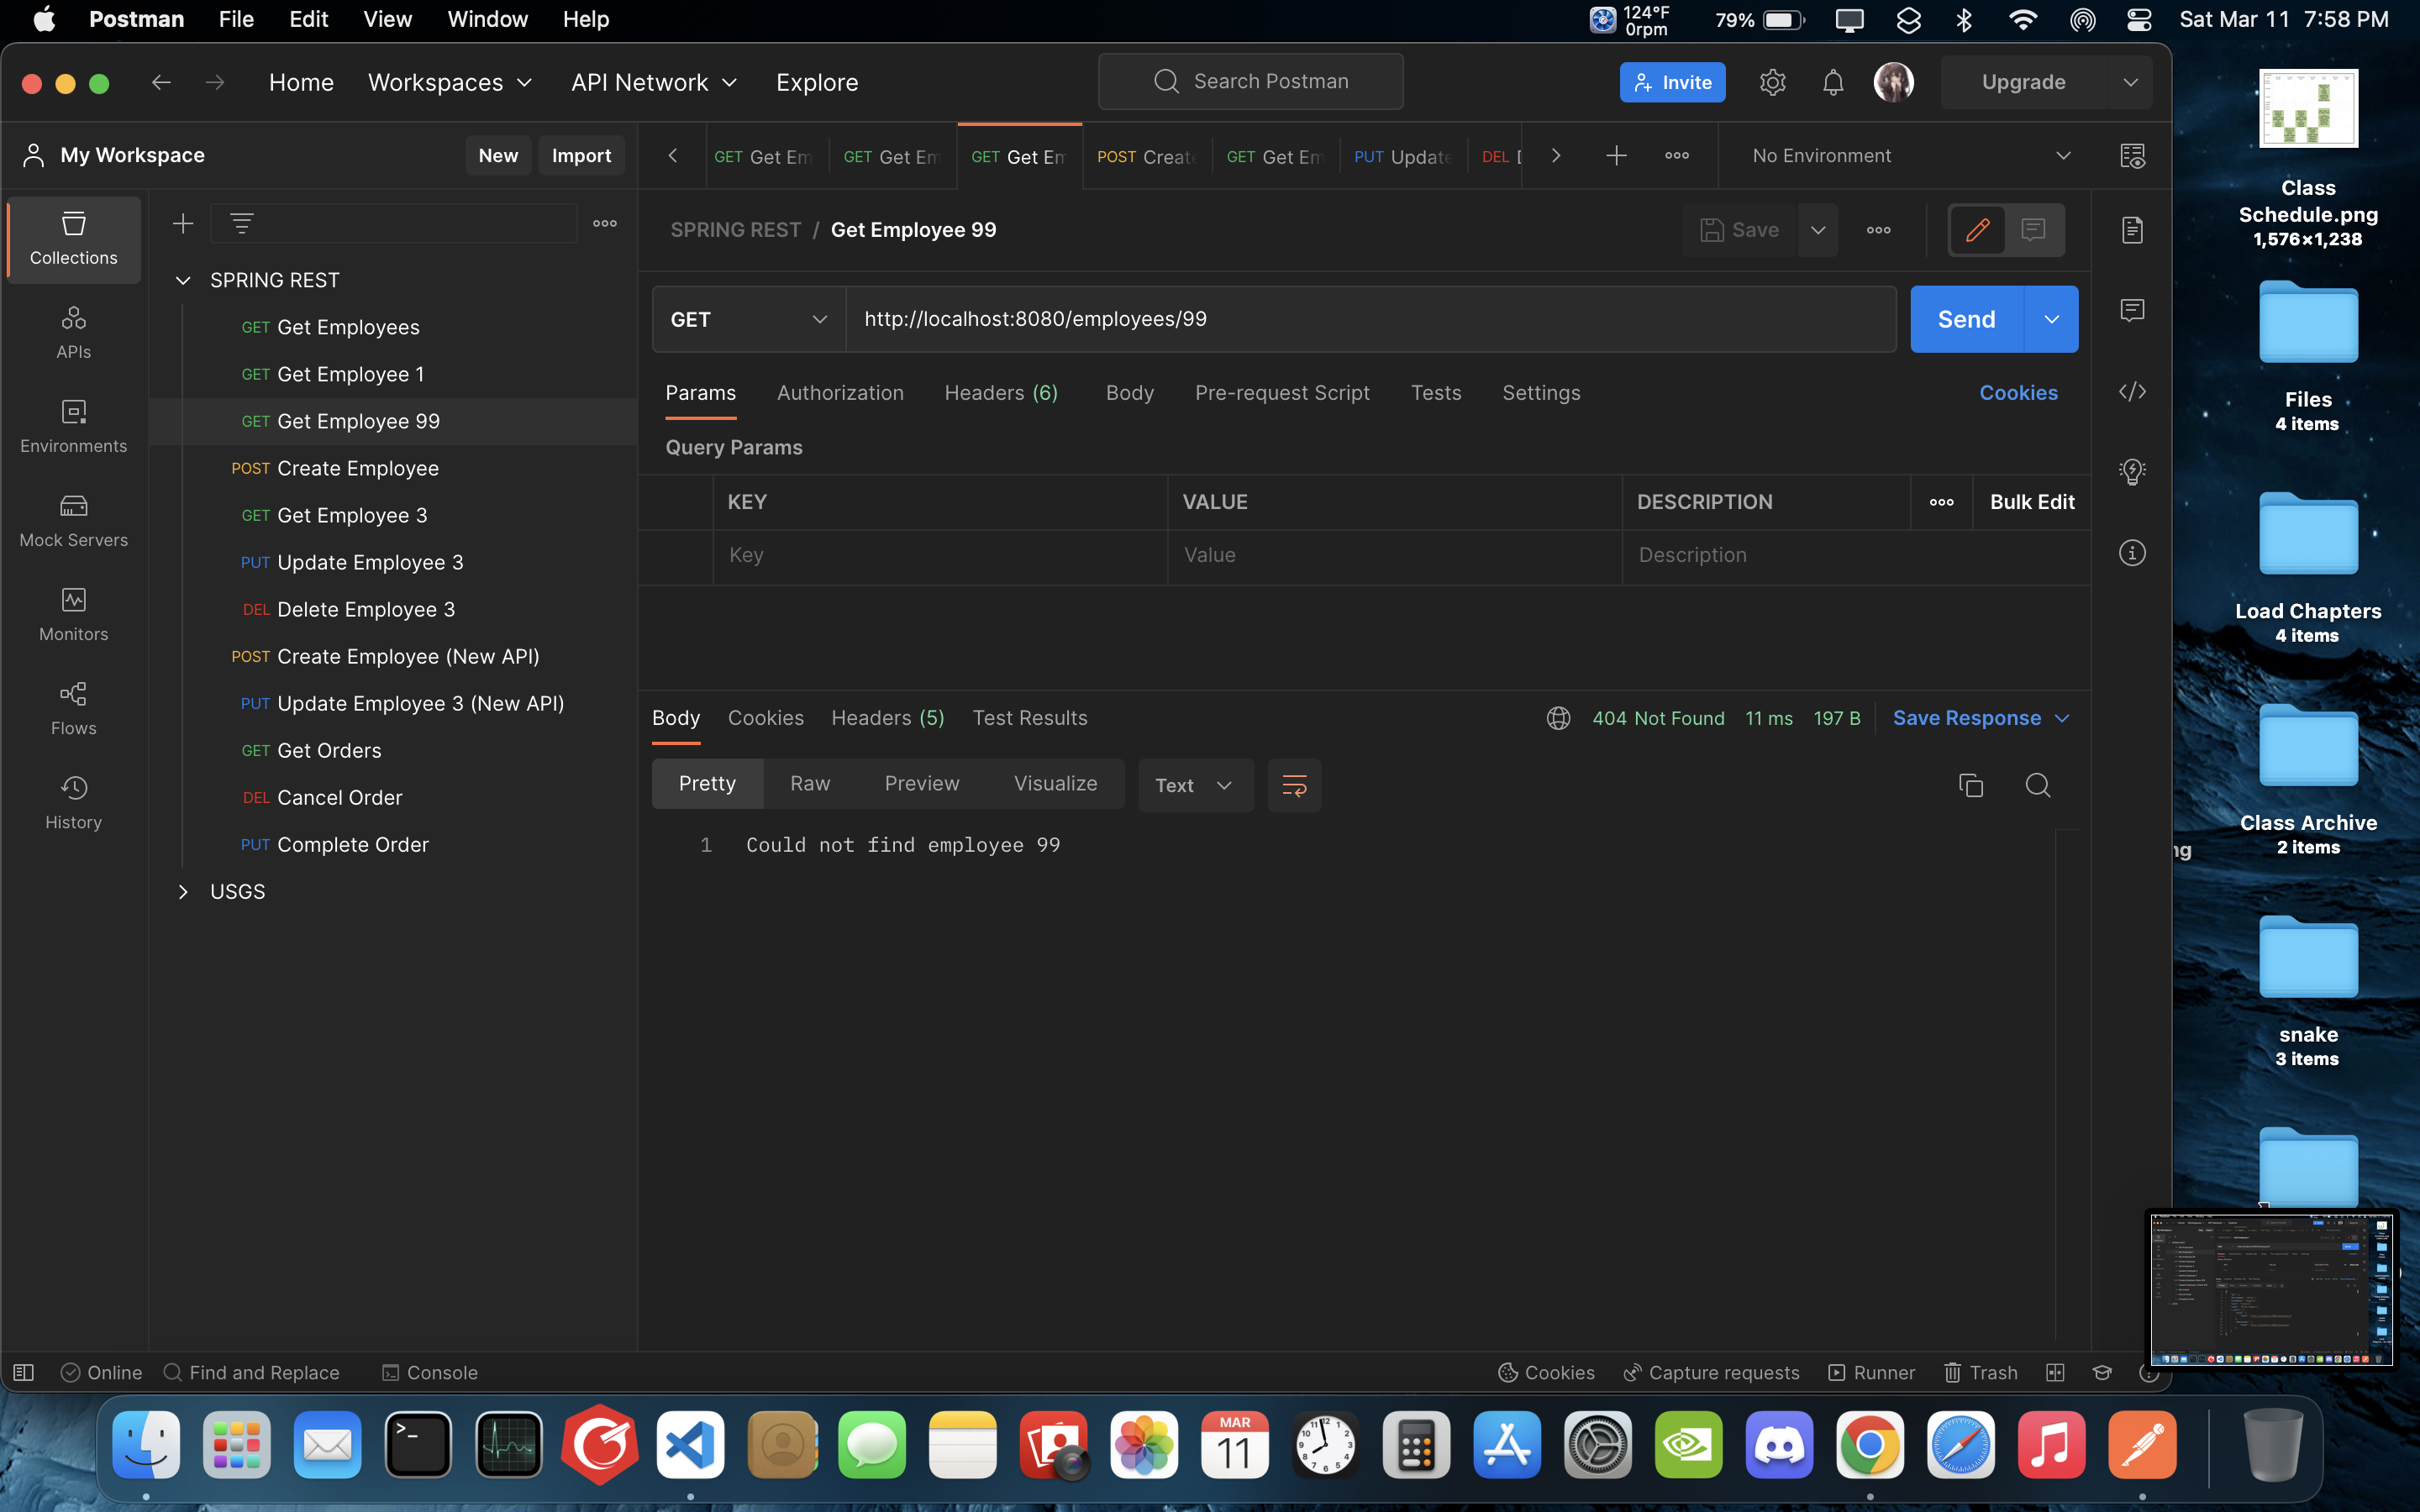 Postman File Edit View Window Help
124°F
0rpm
79%
Sat Mar 11 7:58 PM
Home Workspaces API Network Explore
Search Postman
Invite
Upgrade
My Workspace
New Import
GET Get Em
GET Get Em
GET Get Em
POST Create
GET Get Em
PUT Update
DEL
No Environment
Collections
APIs
Environments
Mock Servers
Monitors
Flows
History
SPRING REST
GET Get Employees
GET Get Employee 1
GET Get Employee 99
POST Create Employee
GET Get Employee 3
PUT Update Employee 3
DEL Delete Employee 3
POST Create Employee (New API)
PUT Update Employee 3 (New API)
GET Get Orders
DEL Cancel Order
PUT Complete Order
USGS
SPRING REST / Get Employee 99
Save
GET
http://localhost:8080/employees/99
Send
Params Authorization Headers (6) Body Pre-request Script Tests Settings
Cookies
Query Params
KEY VALUE DESCRIPTION
Bulk Edit
Key Value Description
Body Cookies Headers (5) Test Results
404 Not Found 11 ms 197 B
Save Response
Pretty Raw Preview Visualize
Text
1 Could not find employee 99
Online Find and Replace Console
Cookies Capture requests Runner Trash
Class
Schedule.png
1,576×1,238
Files
4 items
Load Chapters
4 items
Class Archive
2 items
ng
snake
3 items
MAR
11